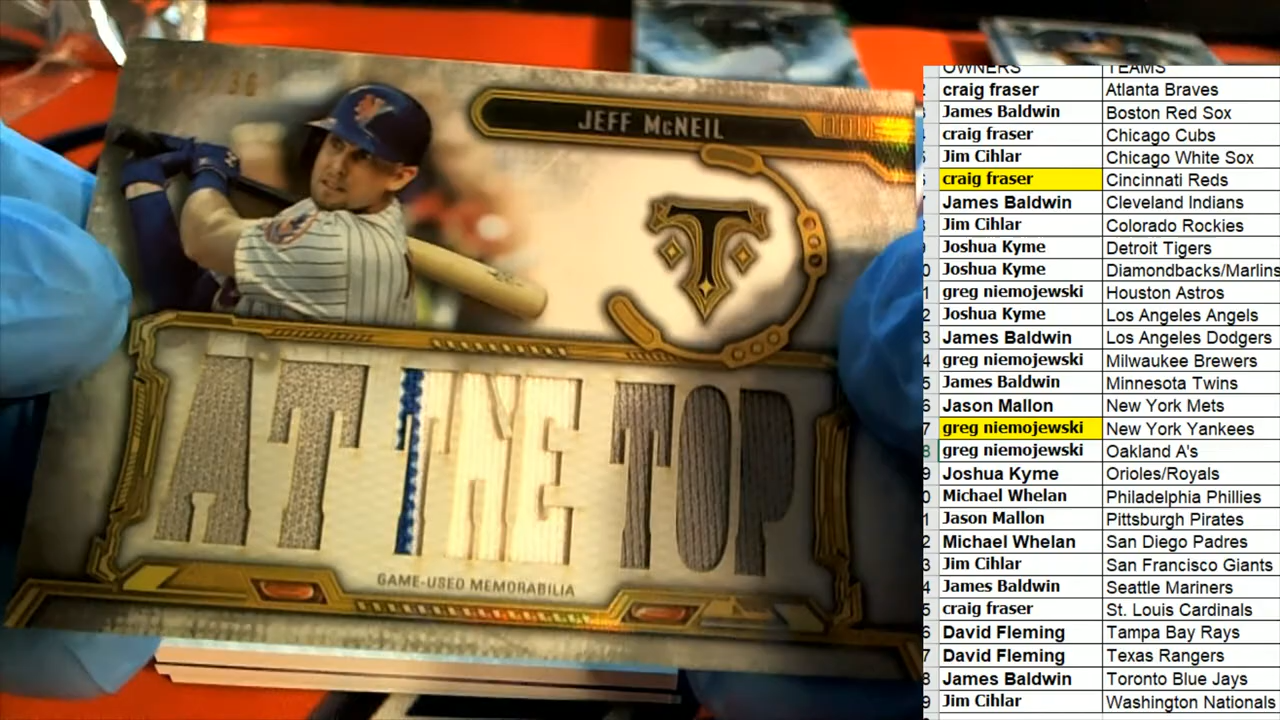 JEFF McNEIL
T
AT THE TOP
GAME-USED MEMORABILIA
OWNERS TEAMS
craig fraser Atlanta Braves
James Baldwin Boston Red Sox
craig fraser Chicago Cubs
Jim Cihlar Chicago White Sox
craig fraser Cincinnati Reds
James Baldwin Cleveland Indians
Jim Cihlar Colorado Rockies
Joshua Kyme Detroit Tigers
Joshua Kyme Diamondbacks/Marlins
greg niemojewski Houston Astros
Joshua Kyme Los Angeles Angels
James Baldwin Los Angeles Dodgers
greg niemojewski Milwaukee Brewers
James Baldwin Minnesota Twins
Jason Mallon New York Mets
greg niemojewski New York Yankees
greg niemojewski Oakland A's
Joshua Kyme Orioles/Royals
Michael Whelan Philadelphia Phillies
Jason Mallon Pittsburgh Pirates
Michael Whelan San Diego Padres
Jim Cihlar San Francisco Giants
James Baldwin Seattle Mariners
craig fraser St. Louis Cardinals
David Fleming Tampa Bay Rays
David Fleming Texas Rangers
James Baldwin Toronto Blue Jays
Jim Cihlar Washington Nationals